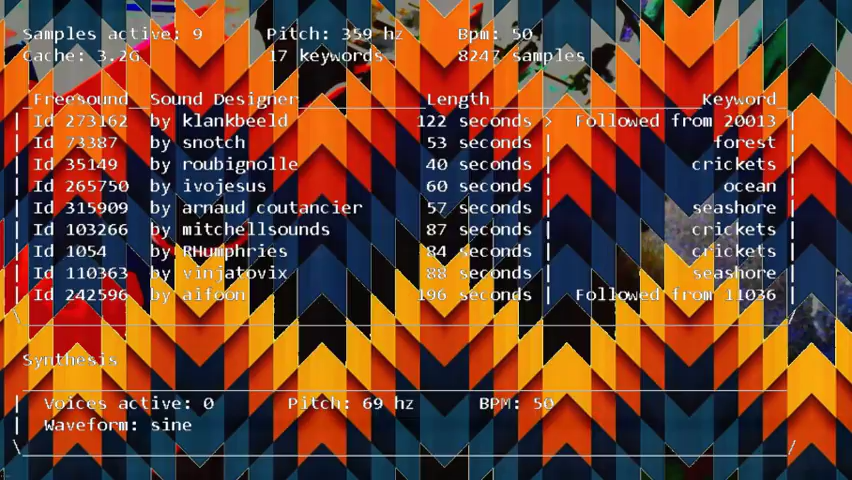 Samples active: 9 Pitch: 359 hz Bpm: 50
Cache: 3.2G 17 keywords 8247 samples
Freesound Sound Designer Length Keyword
| Id 273162 by klankbeeld 122 seconds > Followed from 20013 |
| Id 73387 by snotch 53 seconds | forest |
| Id 35149 by roubignolle 40 seconds | crickets |
| Id 265750 by ivojesus 60 seconds | ocean |
| Id 315909 by arnaud coutancier 57 seconds | seashore |
| Id 103266 by mitchellsounds 87 seconds | crickets |
| Id 1054 by RHumphries 84 seconds | crickets |
| Id 110363 by vinjatovix 88 seconds | seashore |
| Id 242596 by aifoon 196 seconds | Followed from 11036 |
Synthesis
| Voices active: 0 Pitch: 69 hz BPM: 50
| Waveform: sine